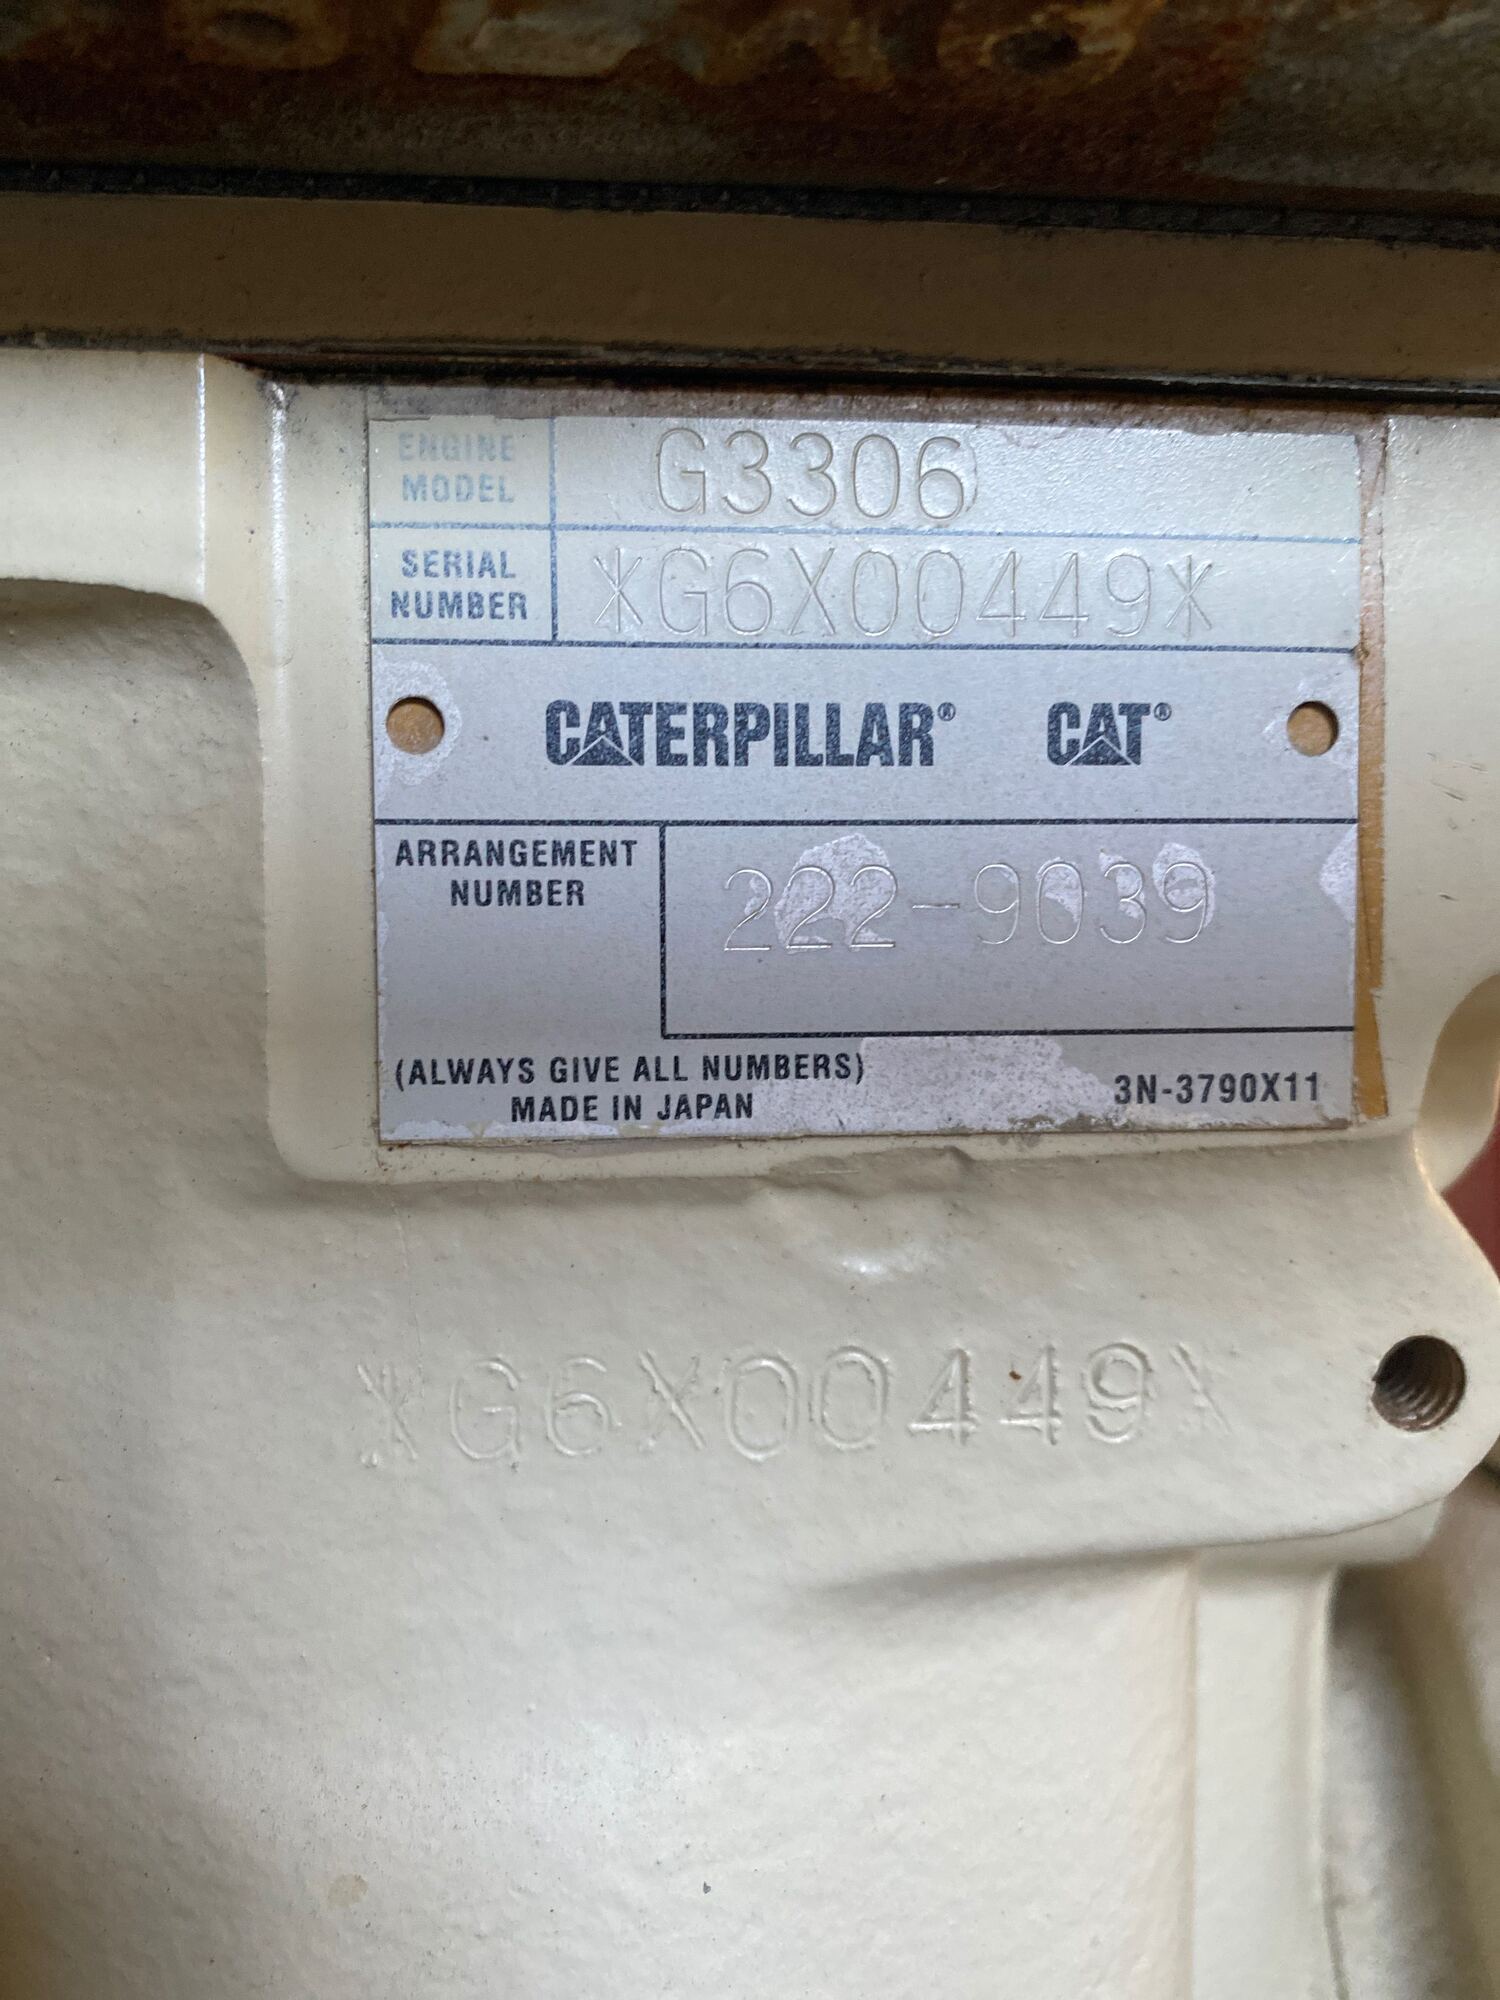 ENGINE MODEL G3306
SERIAL NUMBER *G6X00449*
CATERPILLAR® CAT®
ARRANGEMENT NUMBER 222-9039
(ALWAYS GIVE ALL NUMBERS)
MADE IN JAPAN 3N-3790X11
*G6X00449*